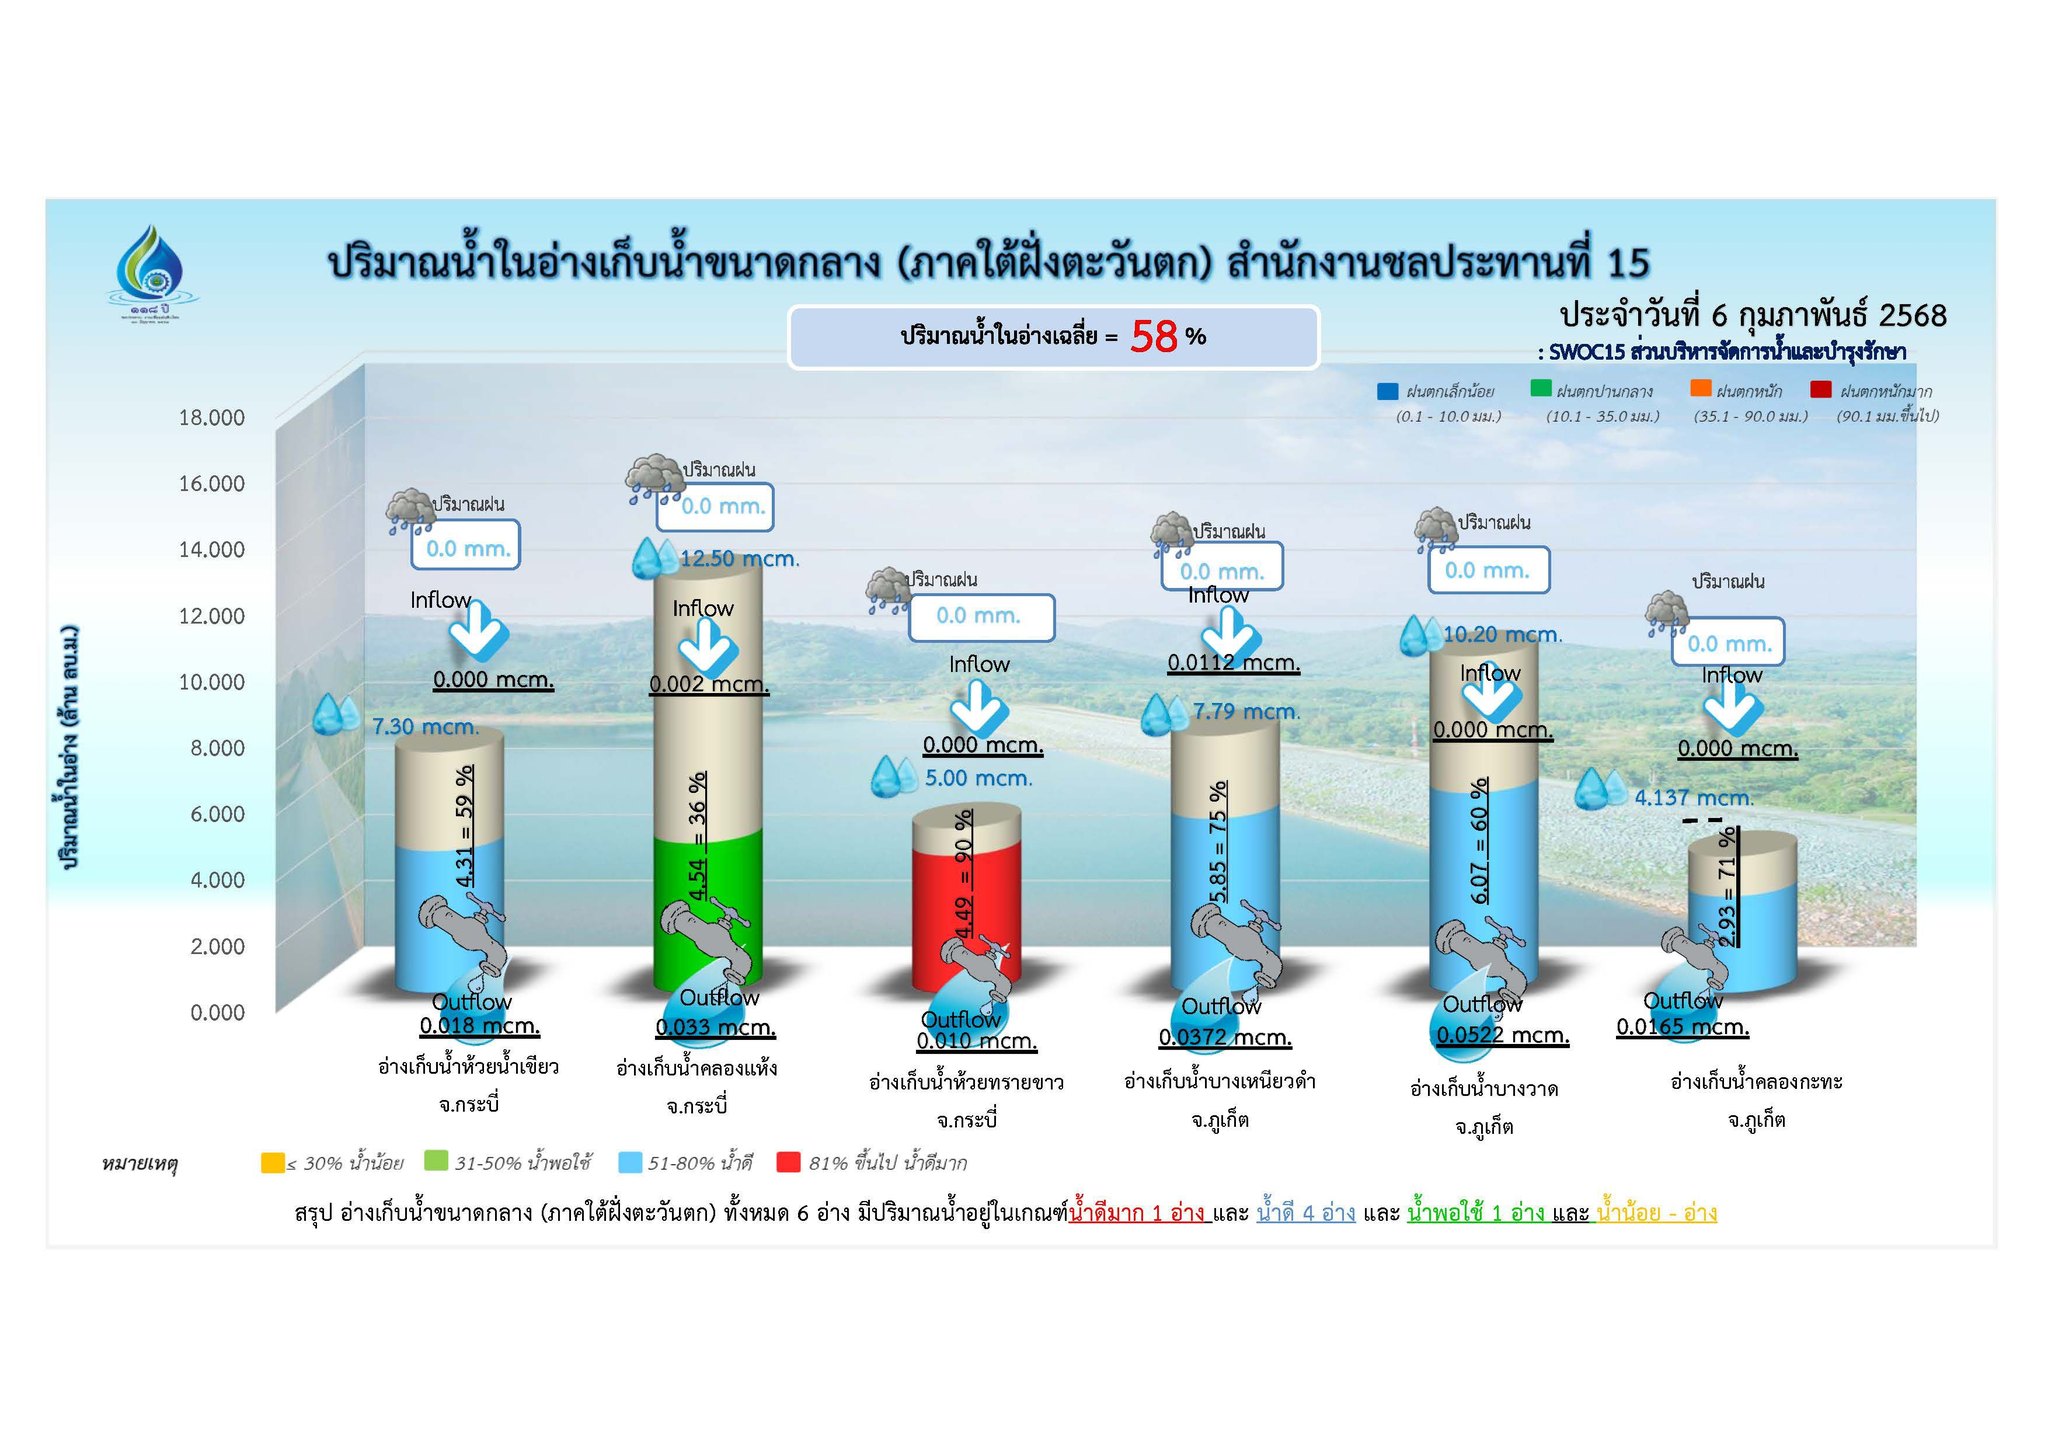 ปริมาณน้ำในอ่างเก็บน้ำขนาดกลาง (ภาคใต้ฝั่งตะวันตก) สำนักงานชลประทานที่ 15
๑๑๘ ปี
ปริมาณน้ำในอ่างเฉลี่ย = 58 %
ประจำวันที่ 6 กุมภาพันธ์ 2568
: SWOC15 ส่วนบริหารจัดการน้ำและบำรุงรักษา
ฝนตกเล็กน้อย
(0.1 - 10.0 มม.)
ฝนตกปานกลาง
(10.1 - 35.0 มม.)
ฝนตกหนัก
(35.1 - 90.0 มม.)
ฝนตกหนักมาก
(90.1 มม.ขึ้นไป)
ปริมาณน้ำในอ่าง (ล้าน ลบ.ม.)
18.000
16.000
14.000
12.000
10.000
8.000
6.000
4.000
2.000
0.000
ปริมาณฝน
0.0 mm.
Inflow
0.000 mcm.
7.30 mcm.
4.31 = 59 %
Outflow
0.018 mcm.
อ่างเก็บน้ำห้วยน้ำเขียว
จ.กระบี่
ปริมาณฝน
0.0 mm.
12.50 mcm.
Inflow
0.002 mcm.
4.54 = 36 %
Outflow
0.033 mcm.
อ่างเก็บน้ำคลองแห้ง
จ.กระบี่
ปริมาณฝน
0.0 mm.
Inflow
0.000 mcm.
5.00 mcm.
4.49 = 90 %
Outflow
0.010 mcm.
อ่างเก็บน้ำห้วยทรายขาว
จ.กระบี่
ปริมาณฝน
0.0 mm.
Inflow
0.0112 mcm.
7.79 mcm.
5.85 = 75 %
Outflow
0.0372 mcm.
อ่างเก็บน้ำบางเหนียวดำ
จ.ภูเก็ต
ปริมาณฝน
0.0 mm.
10.20 mcm.
Inflow
0.000 mcm.
6.07 = 60 %
Outflow
0.0522 mcm.
อ่างเก็บน้ำบางวาด
จ.ภูเก็ต
ปริมาณฝน
0.0 mm.
Inflow
0.000 mcm.
4.137 mcm.
2.93 = 71 %
Outflow
0.0165 mcm.
อ่างเก็บน้ำคลองกะทะ
จ.ภูเก็ต
หมายเหตุ
≤ 30% น้ำน้อย
31-50% น้ำพอใช้
51-80% น้ำดี
81% ขึ้นไป น้ำดีมาก
สรุป อ่างเก็บน้ำขนาดกลาง (ภาคใต้ฝั่งตะวันตก) ทั้งหมด 6 อ่าง มีปริมาณน้ำอยู่ในเกณฑ์น้ำดีมาก 1 อ่าง และ น้ำดี 4 อ่าง และ น้ำพอใช้ 1 อ่าง และ น้ำน้อย - อ่าง